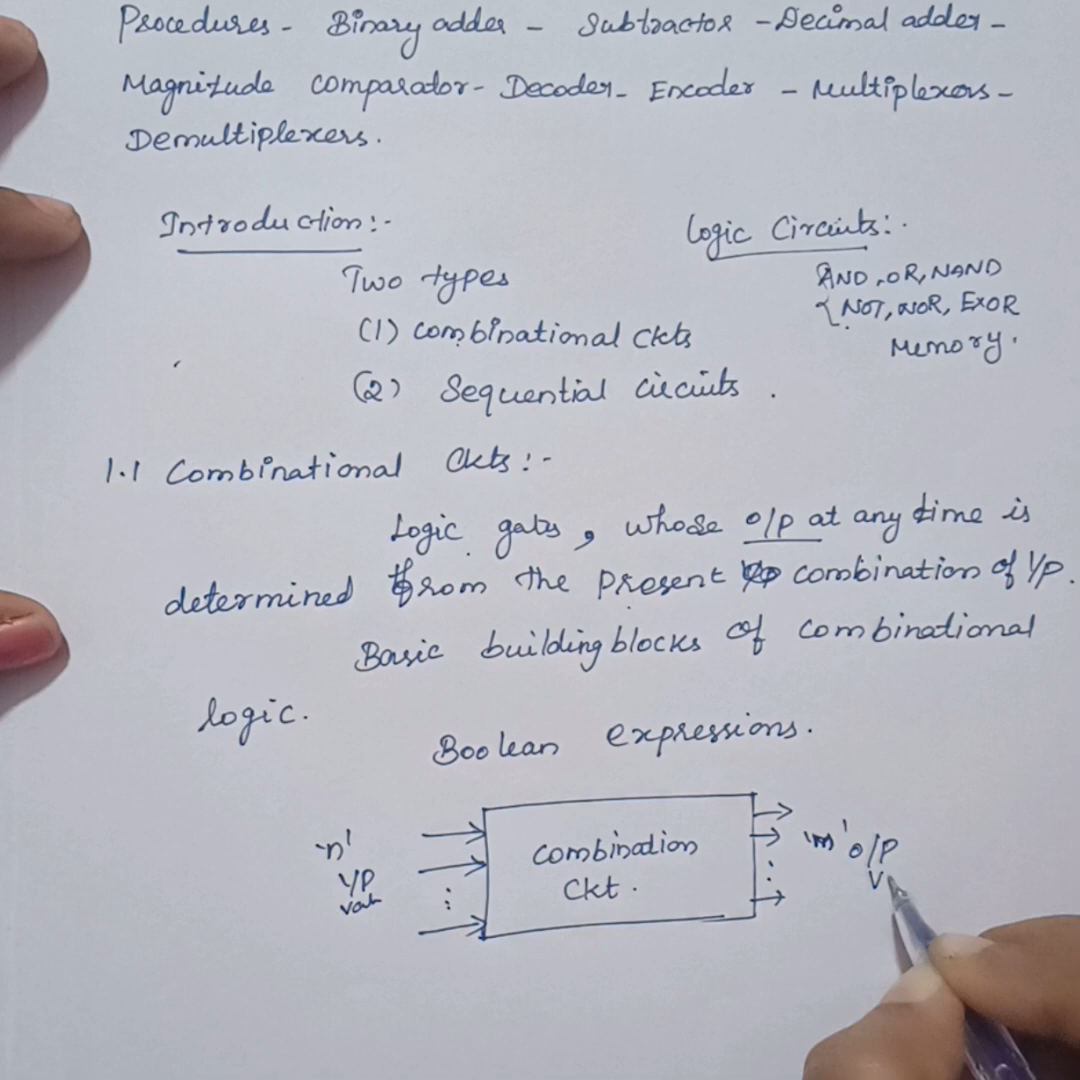 Procedures - Binary adder - Subtractor - Decimal adder -
Magnitude comparator - Decoder - Encoder - Multiplexers -
Demultiplexers.
Introduction:-
Two types
(1) combinational ckts
(2) Sequential circuits.
Logic Circuits:-
AND, OR, NAND
NOT, NOR, EXOR
Memory.
1.1 Combinational Ckts:-
Logic gates, whose o/p at any time is
determined from the present combination of I/p.
Basic building blocks of combinational
logic.
Boolean expressions.
'n'
I/P
combination
Ckt.
'm' o/p
V